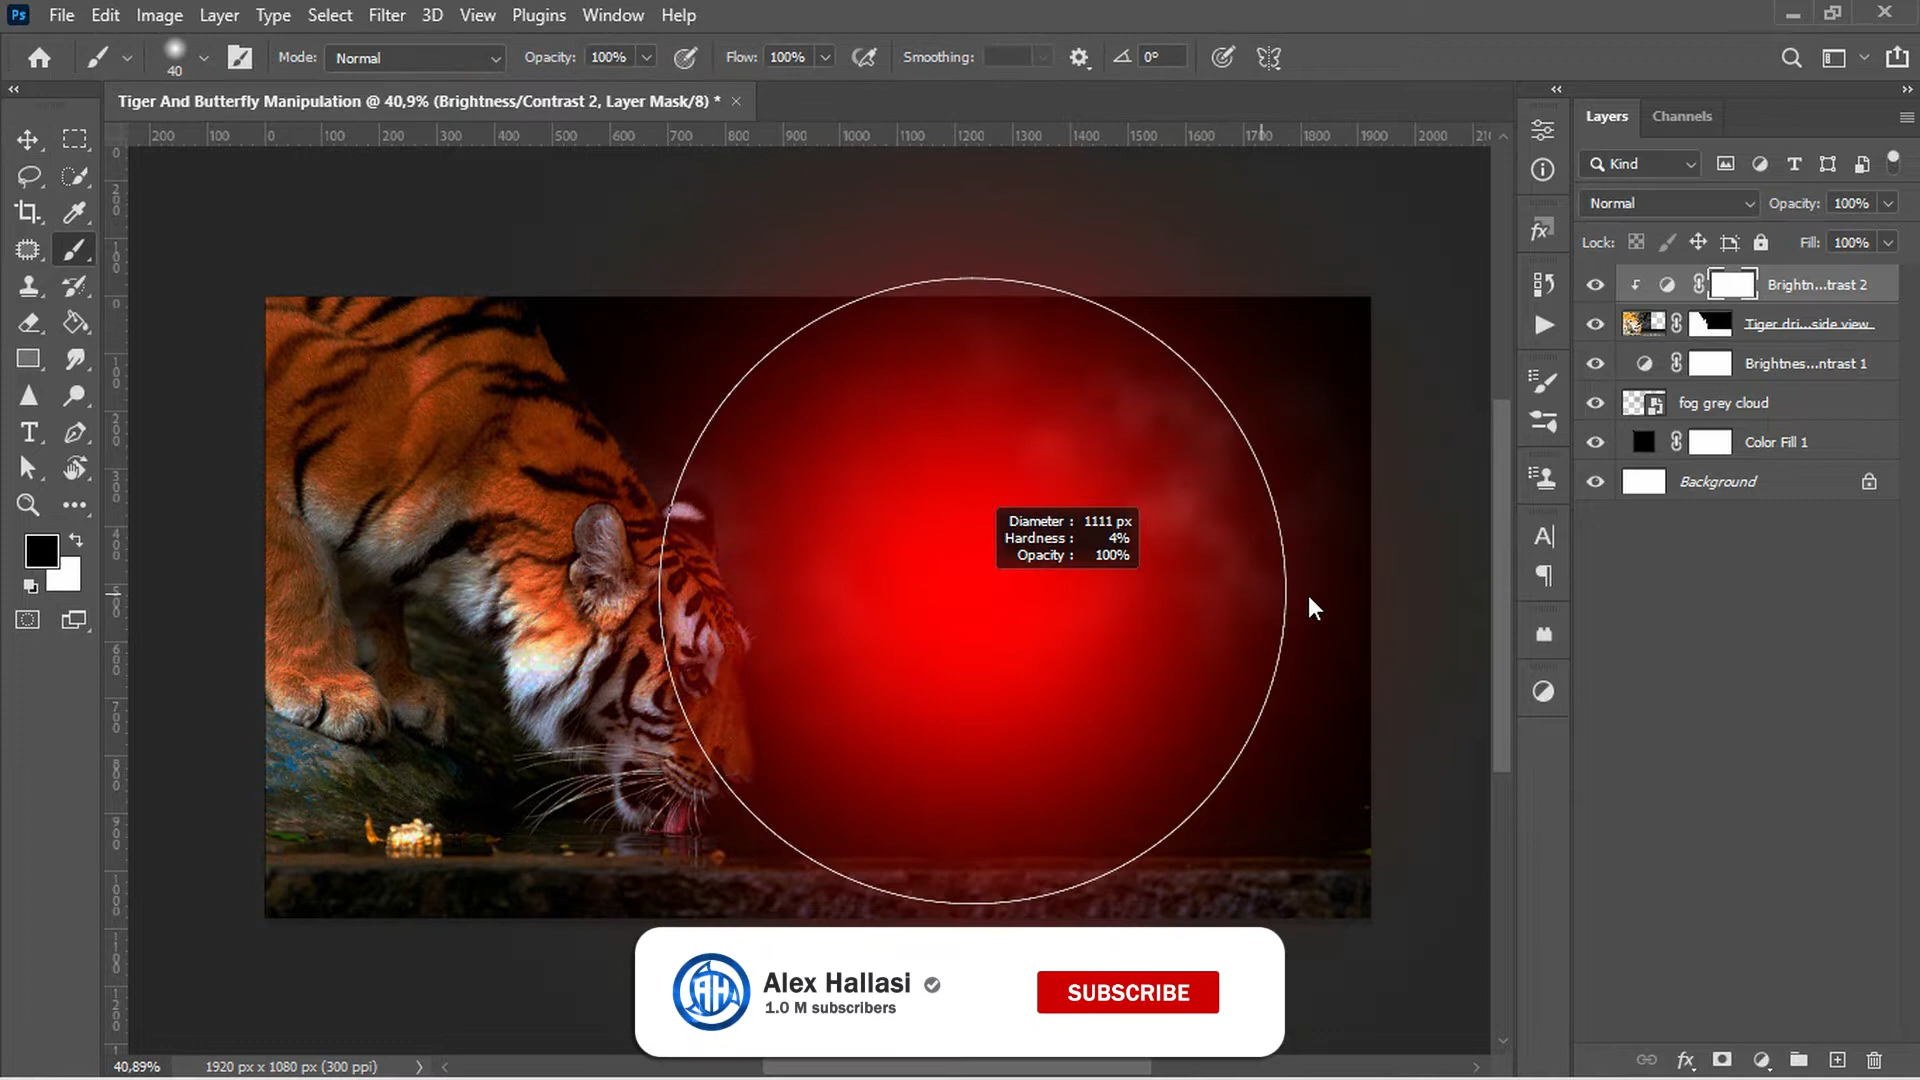 Ps File Edit Image Layer Type Select Filter 3D View Plugins Window Help
40 Mode: Normal Opacity: 100% Flow: 100% Smoothing: 0°
Tiger And Butterfly Manipulation @ 40,9% (Brightness/Contrast 2, Layer Mask/8) *
200 100 0 100 200 300 400 500 600 700 800 900 1000 1100 1200 1300 1400 1500 1600 1700 1800 1900 2000
Layers Channels
Kind
Normal Opacity: 100%
Lock: Fill: 100%
Brightn...trast 2
Tiger dri...side view
Brightnes...ntrast 1
fog grey cloud
Color Fill 1
Background
Diameter : 1111 px
Hardness : 4%
Opacity : 100%
Alex Hallasi
1.0 M subscribers
SUBSCRIBE
40,89% 1920 px x 1080 px (300 ppi)